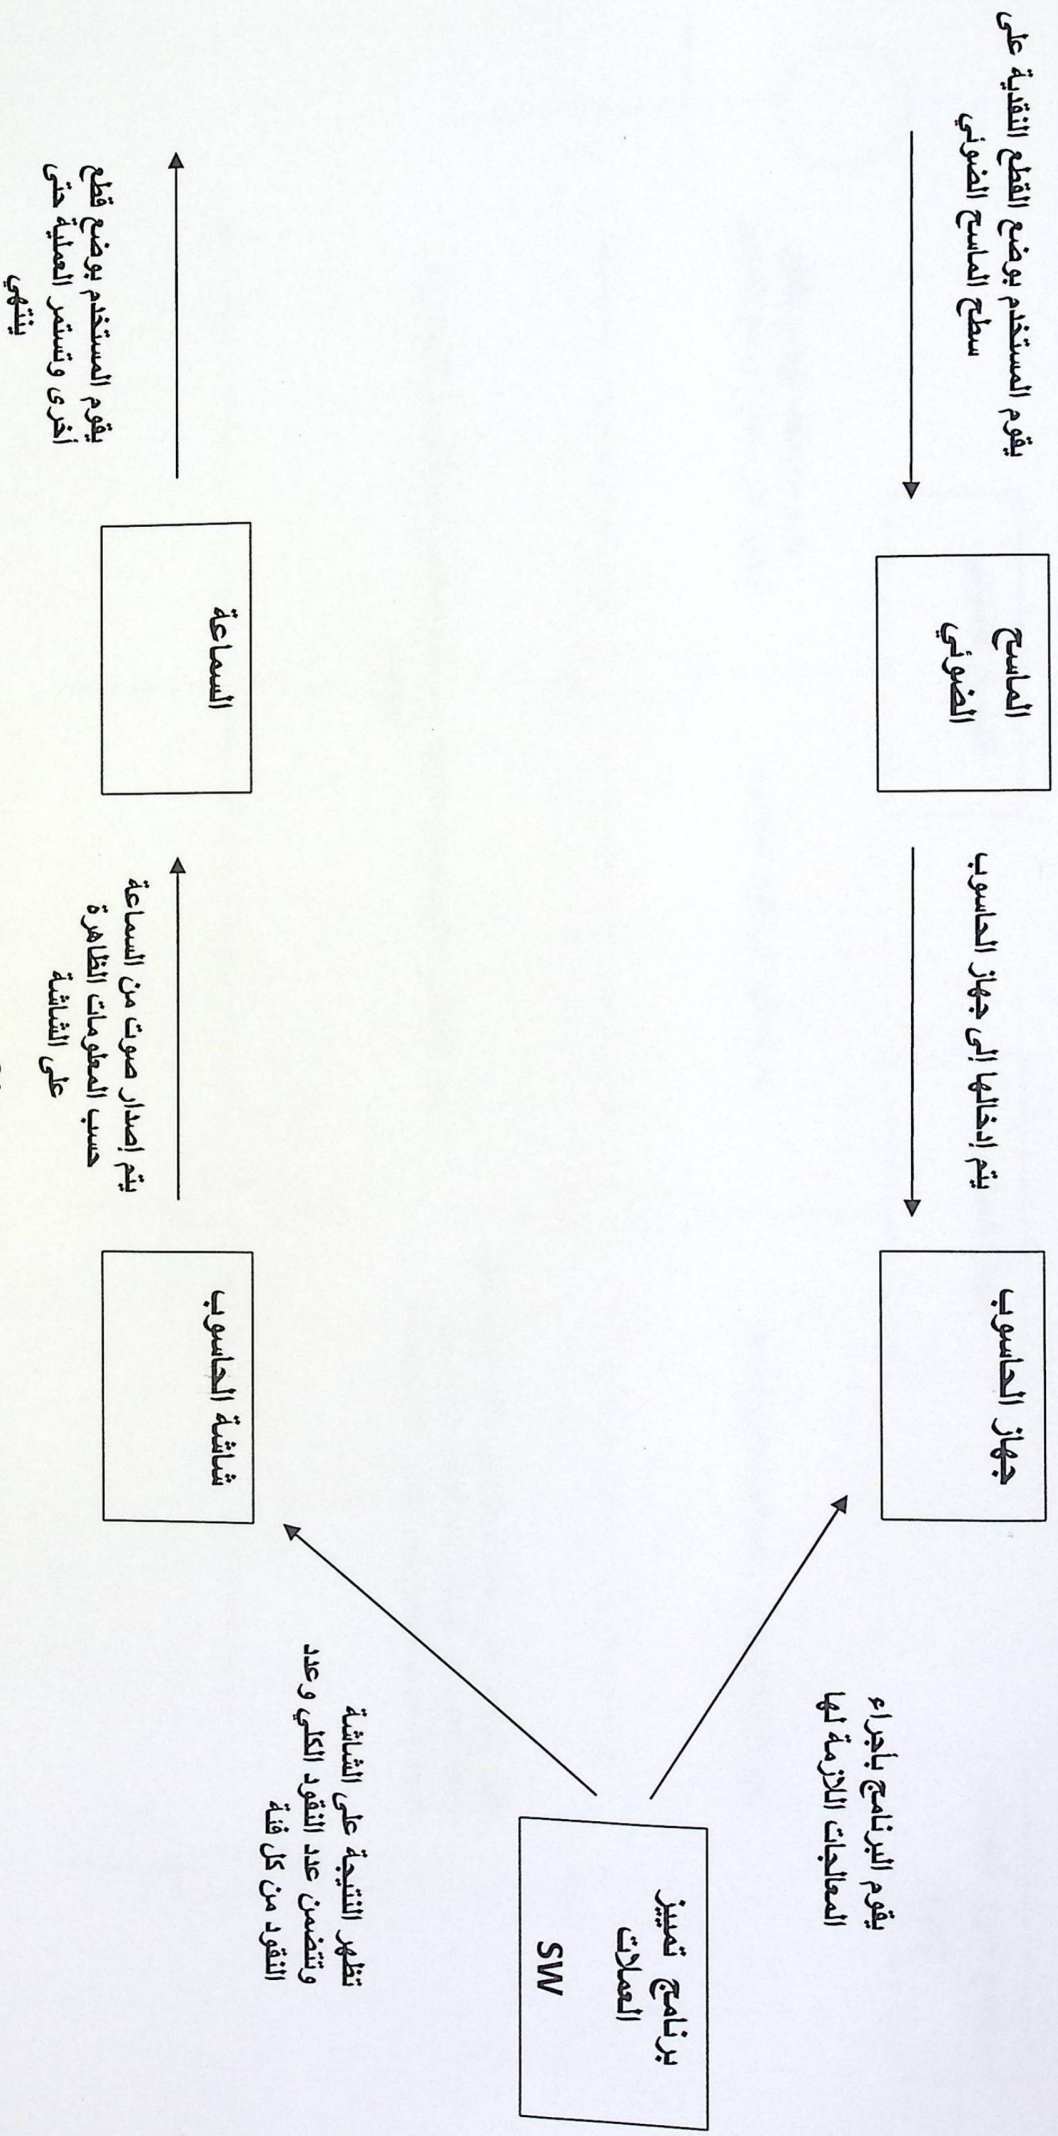 يقوم المستخدم بوضع القطع النقدية على
سطح الماسح الضوئي
الماسح
الضوئي
يتم إدخالها إلى جهاز الحاسوب
جهاز الحاسوب
يقوم البرنامج بأجراء
المعالجات اللازمة لها
برنامج تمييز
العملات
SW
تظهر النتيجة على الشاشة
وتتضمن عدد النقود الكلي وعدد
النقود من كل فئة
شاشة الحاسوب
يتم إصدار صوت من السماعة
حسب المعلومات الظاهرة
على الشاشة
السماعة
يقوم المستخدم بوضع قطع
أخرى وتستمر العملية حتى
ينتهي